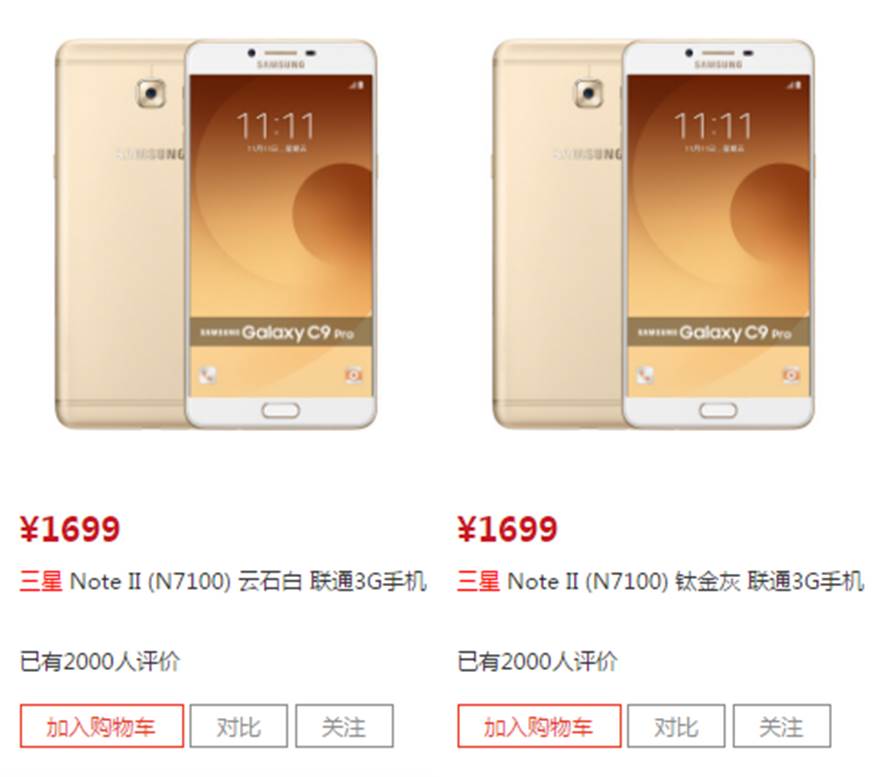 SAMSUNG
11:11
SAMSUNG
SAMSUNG Galaxy C9 Pro
SAMSUNG
11:11
SAMSUNG
SAMSUNG Galaxy C9 Pro
¥1699
三星 Note II (N7100) 云石白 联通3G手机
已有2000人评价
加入购物车
对比
关注
¥1699
三星 Note II (N7100) 钛金灰 联通3G手机
已有2000人评价
加入购物车
对比
关注